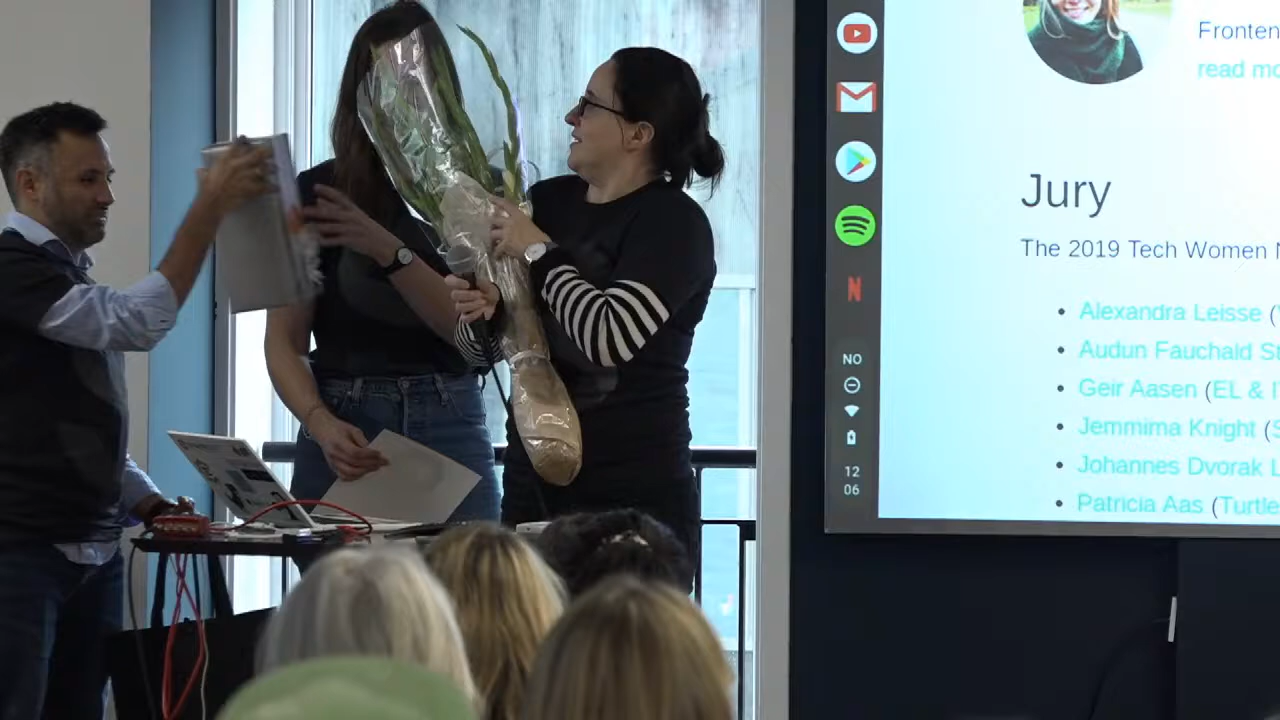 Fronten
read mo
Jury
The 2019 Tech Women N
Alexandra Leisse (
Audun Fauchald St
Geir Aasen (EL & I
Jemmima Knight (S
Johannes Dvorak L
Patricia Aas (Turtle
NO
12
06